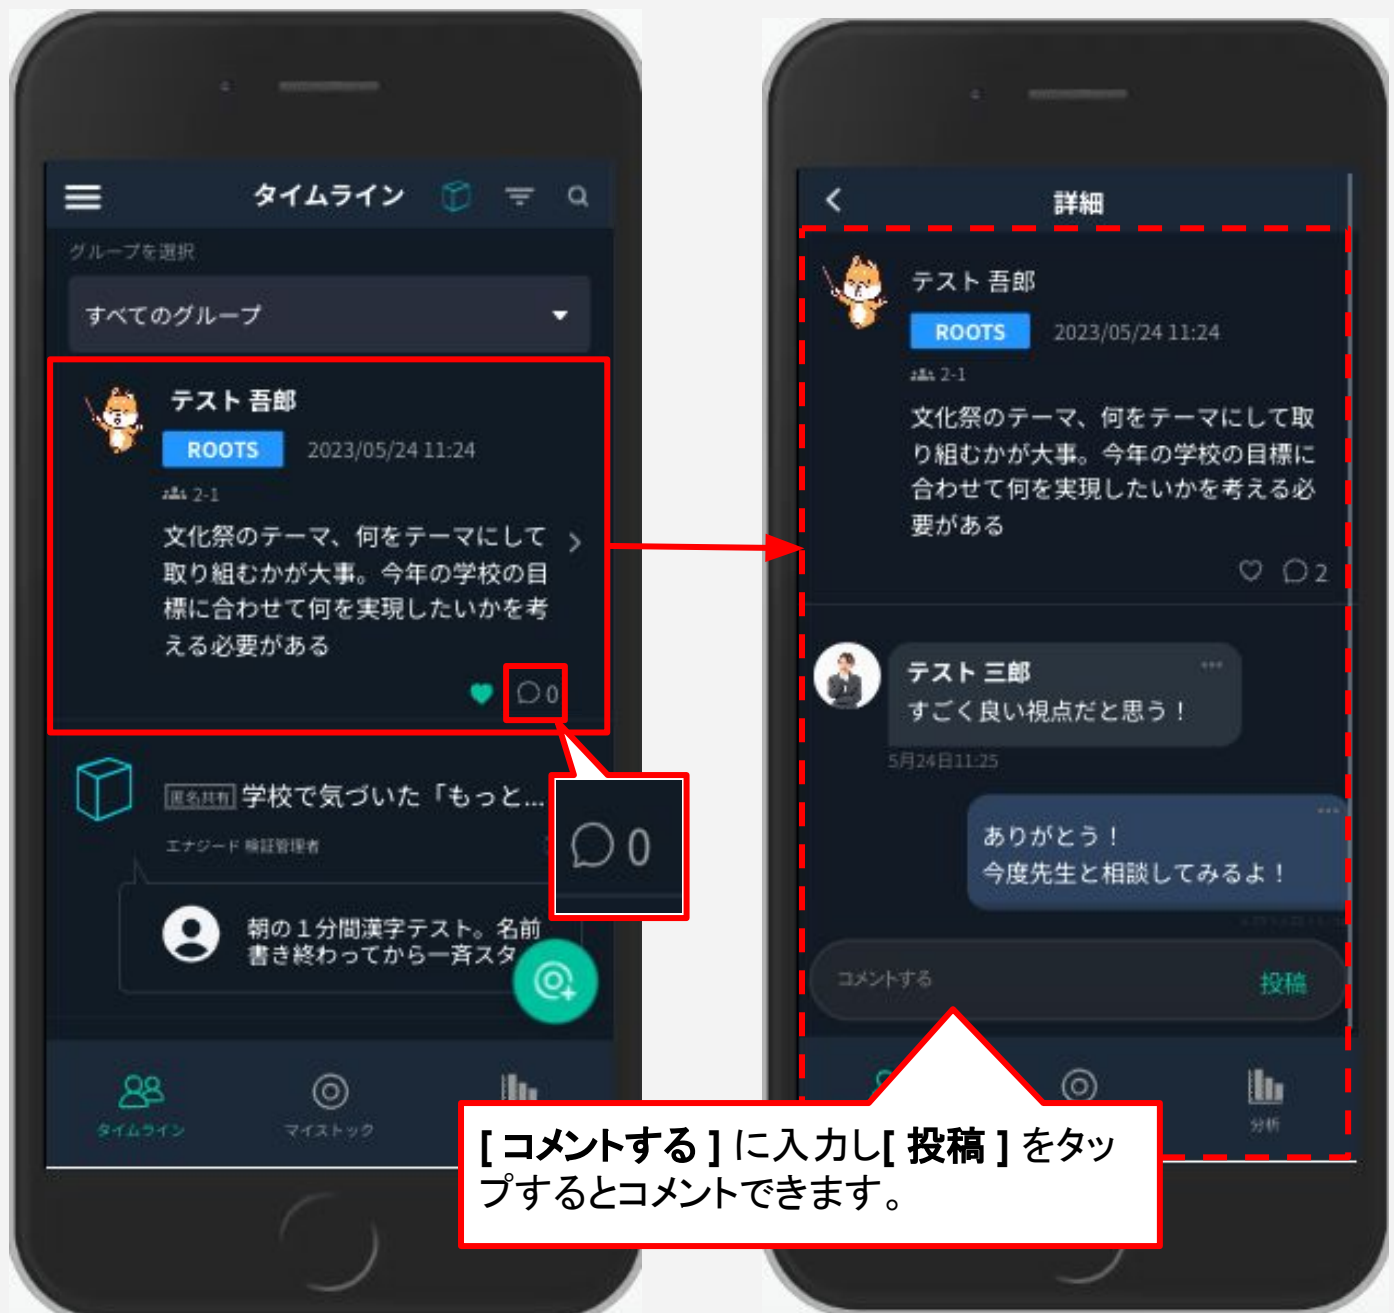 タイムライン
グループを選択
すべてのグループ
テスト 吾郎
ROOTS 2023/05/24 11:24
2-1
文化祭のテーマ、何をテーマにして
取り組むかが大事。今年の学校の目
標に合わせて何を実現したいかを考
える必要がある
0
0
匿名共有 学校で気づいた「もっと...
エナジード 検証管理者
朝の１分間漢字テスト。名前
書き終わってから一斉スタ
タイムライン
マイストック
詳細
テスト 吾郎
ROOTS 2023/05/24 11:24
2-1
文化祭のテーマ、何をテーマにして取
り組むかが大事。今年の学校の目標に
合わせて何を実現したいかを考える必
要がある
2
テスト 三郎
すごく良い視点だと思う！
5月24日11:25
ありがとう！
今度先生と相談してみるよ！
コメントする 投稿
分析
[ コメントする ] に入力し[ 投稿 ] をタッ
プするとコメントできます。